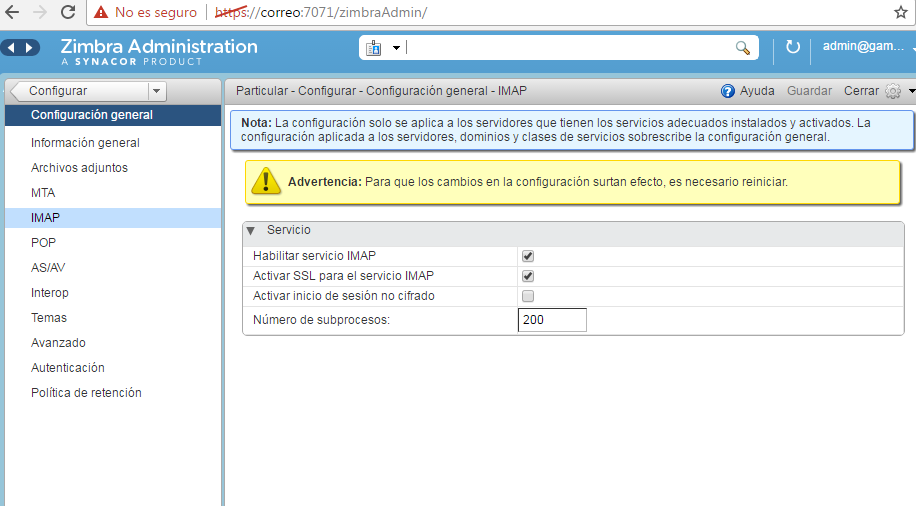 No es seguro https://correo:7071/zimbraAdmin/
Zimbra Administration
A SYNACOR PRODUCT
admin@gam...
Configurar
Particular - Configurar - Configuración general - IMAP
Ayuda Guardar Cerrar
Configuración general
Información general
Archivos adjuntos
MTA
IMAP
POP
AS/AV
Interop
Temas
Avanzado
Autenticación
Política de retención
Nota: La configuración solo se aplica a los servidores que tienen los servicios adecuados instalados y activados. La
configuración aplicada a los servidores, dominios y clases de servicios sobrescribe la configuración general.
Advertencia: Para que los cambios en la configuración surtan efecto, es necesario reiniciar.
Servicio
Habilitar servicio IMAP
Activar SSL para el servicio IMAP
Activar inicio de sesión no cifrado
Número de subprocesos: 200